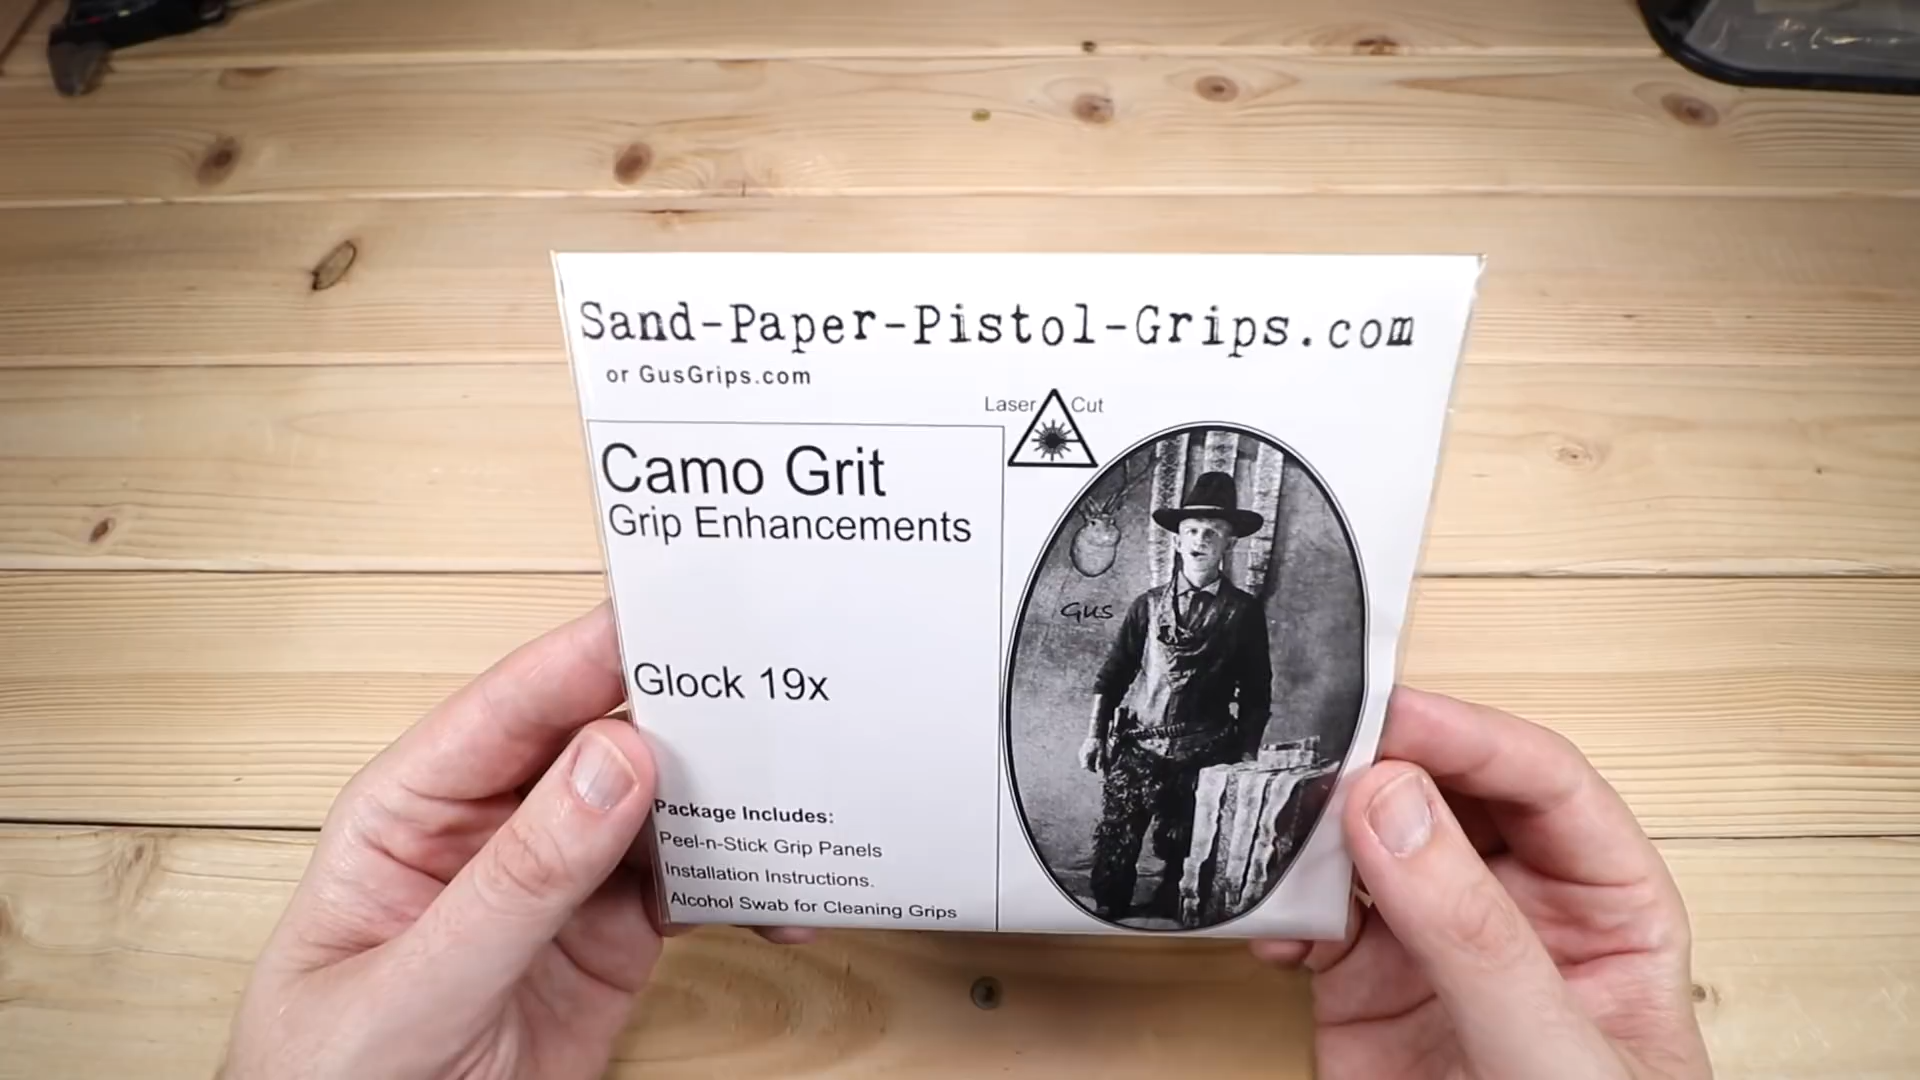 Sand-Paper-Pistol-Grips.com
or GusGrips.com
Laser Cut
Camo Grit
Grip Enhancements
Gus
Glock 19x
Package Includes:
Peel-n-Stick Grip Panels
Installation Instructions.
Alcohol Swab for Cleaning Grips